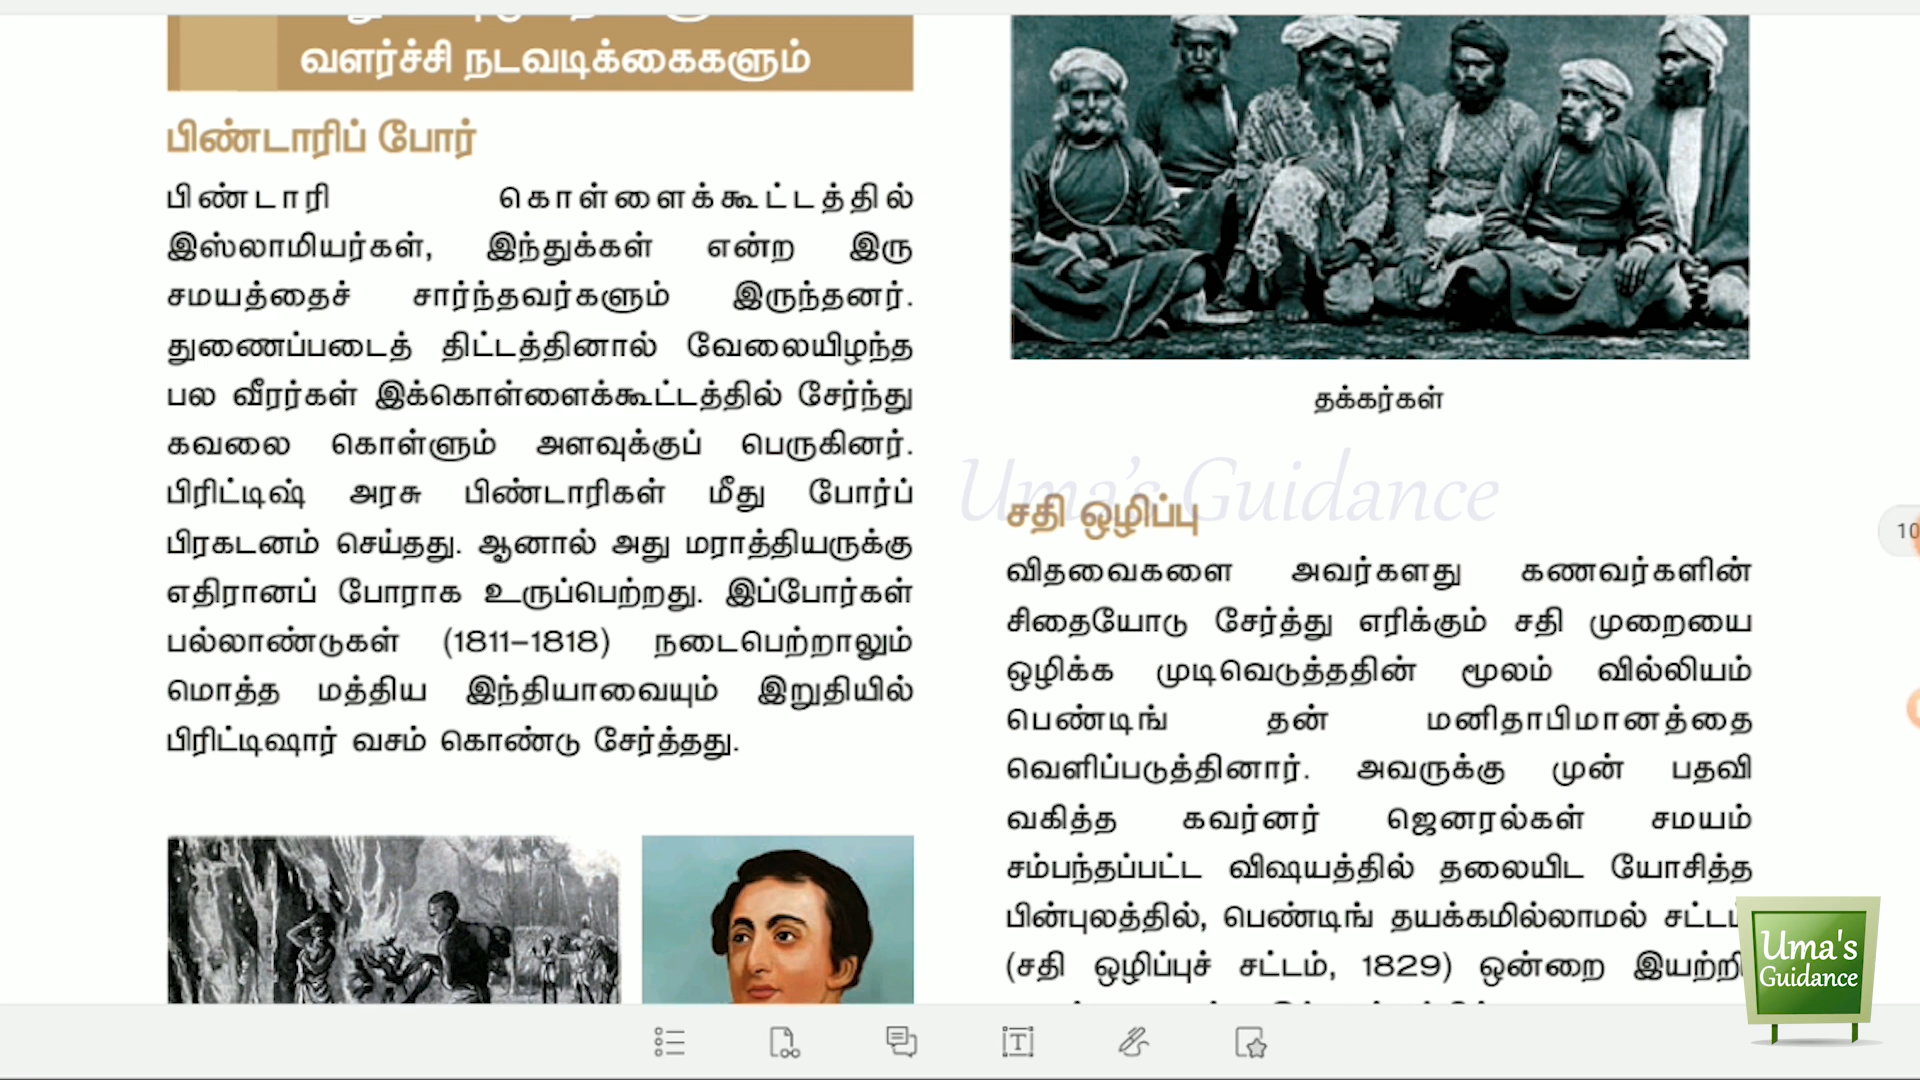 வளர்ச்சி நடவடிக்கைகளும்
பிண்டாரிப் போர்
பிண்டாரி கொள்ளைக்கூட்டத்தில்
இஸ்லாமியர்கள், இந்துக்கள் என்ற இரு
சமயத்தைச் சார்ந்தவர்களும் இருந்தனர்.
துணைப்படைத் திட்டத்தினால் வேலையிழந்த
பல வீரர்கள் இக்கொள்ளைக்கூட்டத்தில் சேர்ந்து
கவலை கொள்ளும் அளவுக்குப் பெருகினர்.
பிரிட்டிஷ் அரசு பிண்டாரிகள் மீது போர்ப்
பிரகடனம் செய்தது. ஆனால் அது மராத்தியருக்கு
எதிரானப் போராக உருப்பெற்றது. இப்போர்கள்
பல்லாண்டுகள் (1811–1818) நடைபெற்றாலும்
மொத்த மத்திய இந்தியாவையும் இறுதியில்
பிரிட்டிஷார் வசம் கொண்டு சேர்த்தது.
தக்கர்கள்
Uma's Guidance
சதி ஒழிப்பு
விதவைகளை அவர்களது கணவர்களின்
சிதையோடு சேர்த்து எரிக்கும் சதி முறையை
ஒழிக்க முடிவெடுத்ததின் மூலம் வில்லியம்
பெண்டிங் தன் மனிதாபிமானத்தை
வெளிப்படுத்தினார். அவருக்கு முன் பதவி
வகித்த கவர்னர் ஜெனரல்கள் சமயம்
சம்பந்தப்பட்ட விஷயத்தில் தலையிட யோசித்த
பின்புலத்தில், பெண்டிங் தயக்கமில்லாமல் சட்டம்
(சதி ஒழிப்புச் சட்டம், 1829) ஒன்றை இயற்றி
10
Uma's
Guidance